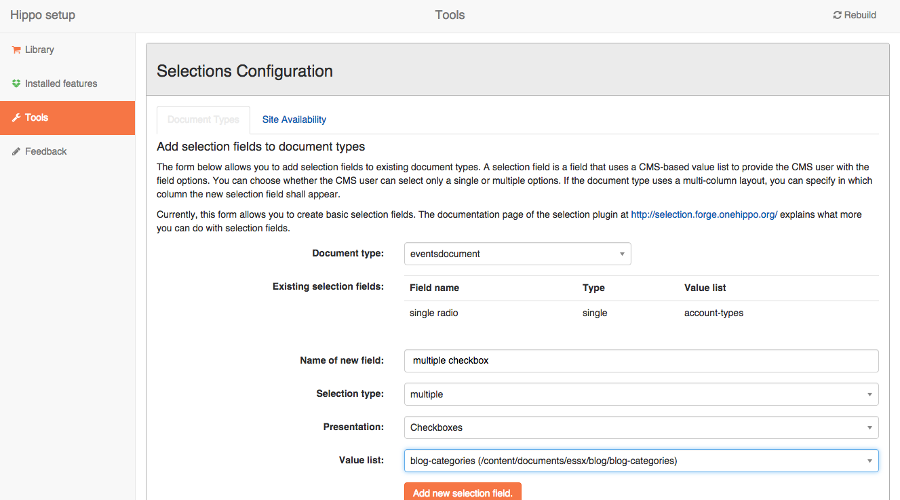 Hippo setup
Tools
Rebuild
Library
Installed features
Tools
Feedback
Selections Configuration
Document Types
Site Availability
Add selection fields to document types
The form below allows you to add selection fields to existing document types. A selection field is a field that uses a CMS-based value list to provide the CMS user with the
field options. You can choose whether the CMS user can select only a single or multiple options. If the document type uses a multi-column layout, you can specify in which
column the new selection field shall appear.
Currently, this form allows you to create basic selection fields. The documentation page of the selection plugin at http://selection.forge.onehippo.org/ explains what more
you can do with selection fields.
Document type: eventsdocument
Existing selection fields: Field name Type Value list
single radio single account-types
Name of new field: multiple checkbox
Selection type: multiple
Presentation: Checkboxes
Value list: blog-categories (/content/documents/essx/blog/blog-categories)
Add new selection field.